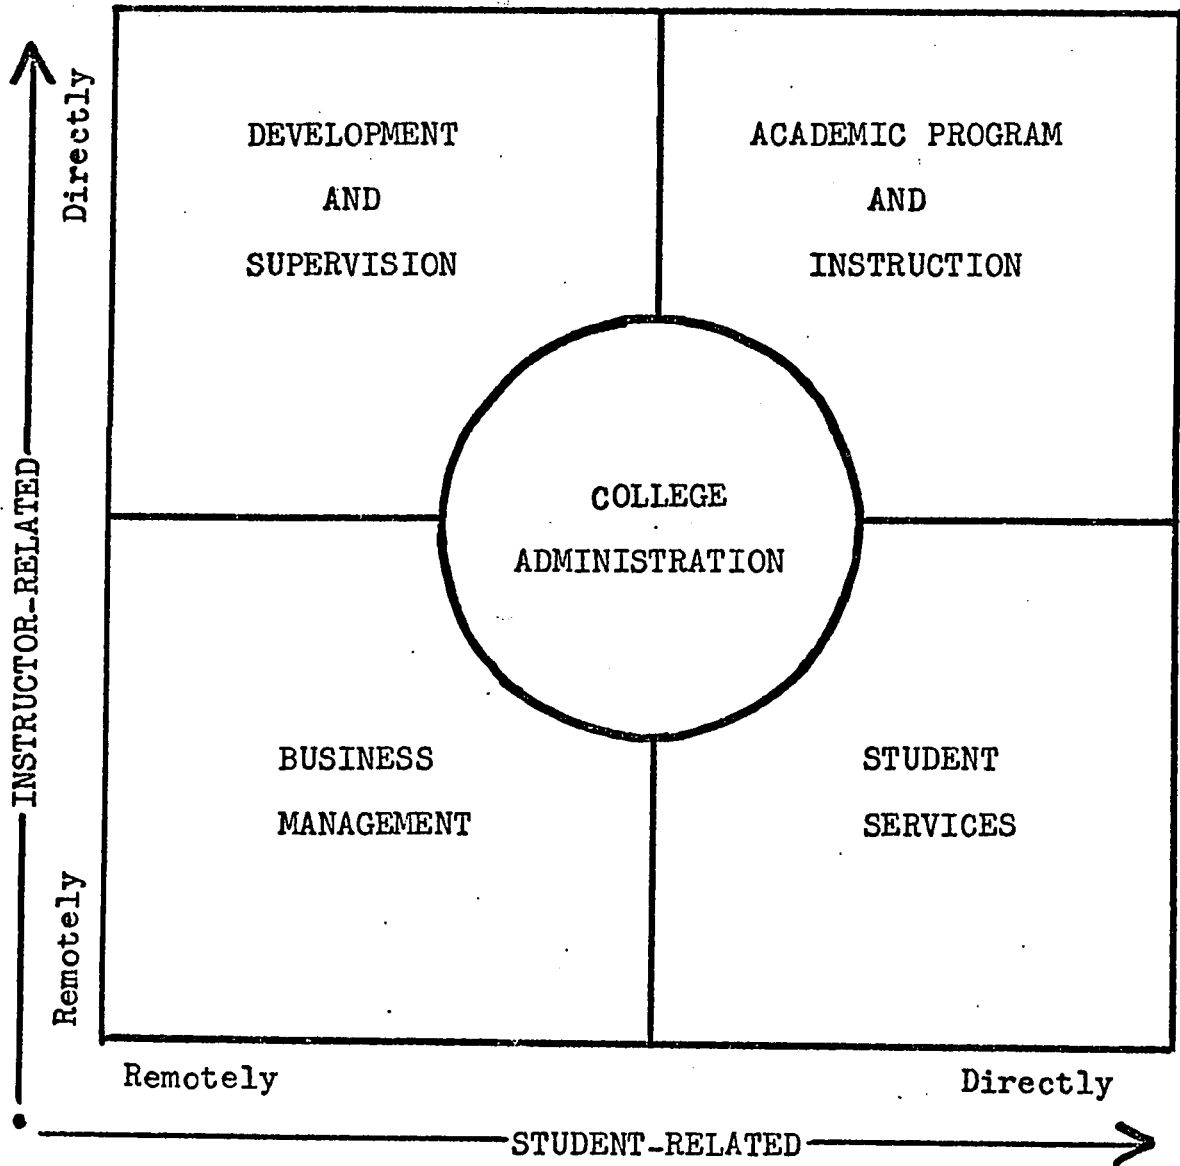 Directly
DEVELOPMENT
AND
SUPERVISION
ACADEMIC PROGRAM
AND
INSTRUCTION
INSTRUCTOR-RELATED
COLLEGE
ADMINISTRATION
BUSINESS
MANAGEMENT
STUDENT
SERVICES
Remotely
Remotely
Directly
STUDENT-RELATED